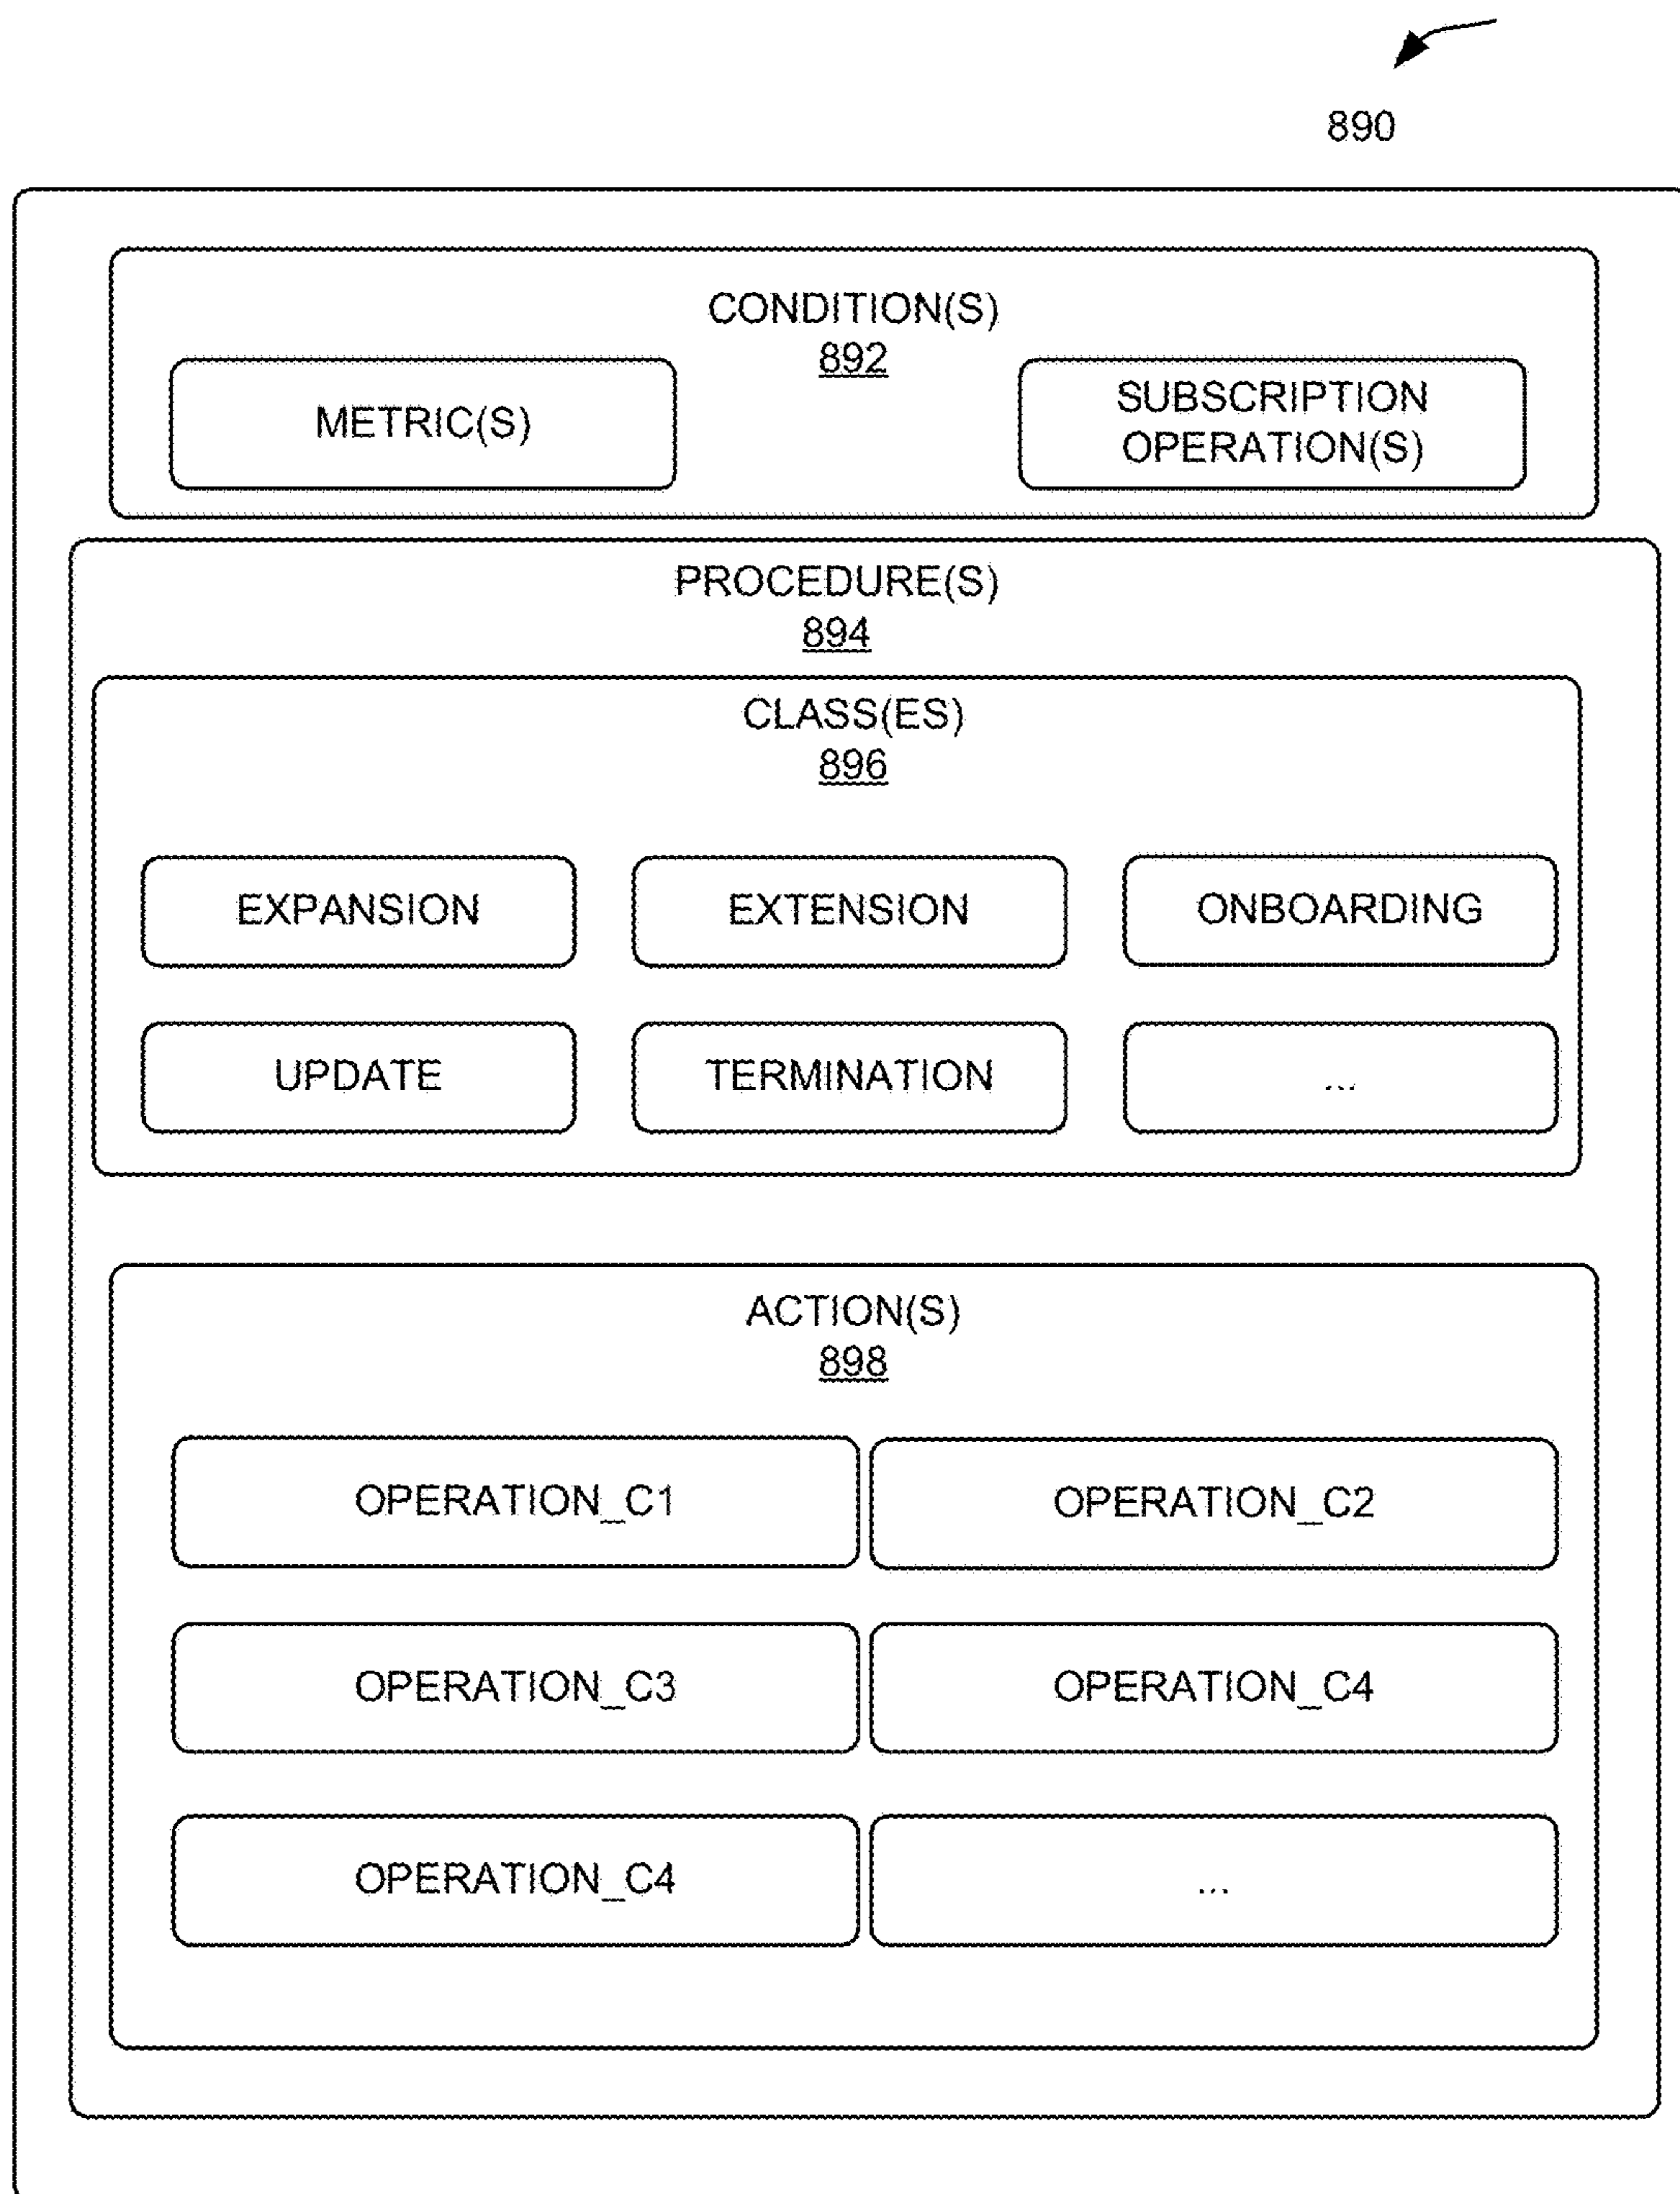 890
CONDITION(S)
892
METRIC(S)
SUBSCRIPTION
OPERATION(S)
PROCEDURE(S)
894
CLASS(ES)
896
EXPANSION
EXTENSION
ONBOARDING
UPDATE
TERMINATION
...
ACTION(S)
898
OPERATION_C1
OPERATION_C2
OPERATION_C3
OPERATION_C4
OPERATION_C4
...